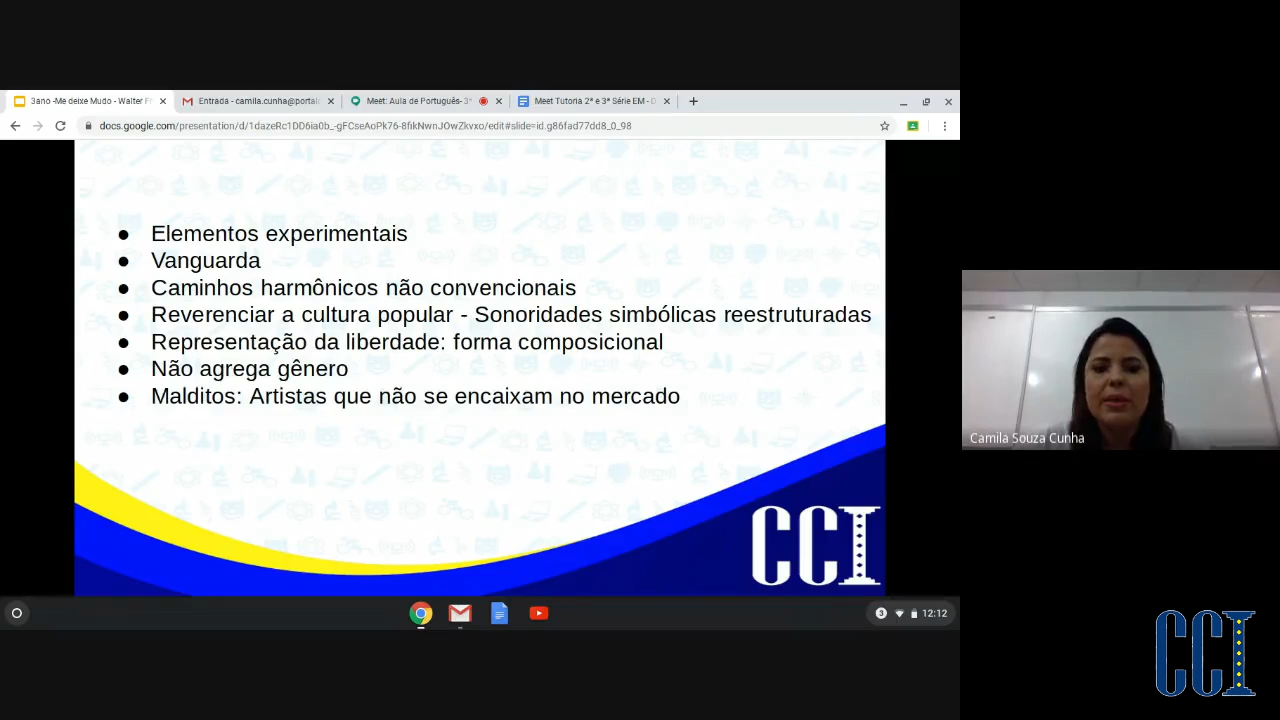 3ano -Me deixe Mudo - Walter Fr
Entrada - camila.cunha@portalc
Meet: Aula de Português- 3ª
Meet Tutoria 2ª e 3ª Série EM - D
docs.google.com/presentation/d/1dazeRc1DD6ia0b_-gFCseAoPk76-8fikNwnJOwZkvxo/edit#slide=id.g86fad77dd8_0_98
● Elementos experimentais
● Vanguarda
● Caminhos harmônicos não convencionais
● Reverenciar a cultura popular - Sonoridades simbólicas reestruturadas
● Representação da liberdade: forma composicional
● Não agrega gênero
● Malditos: Artistas que não se encaixam no mercado
CCI
Camila Souza Cunha
3 12:12
CCI